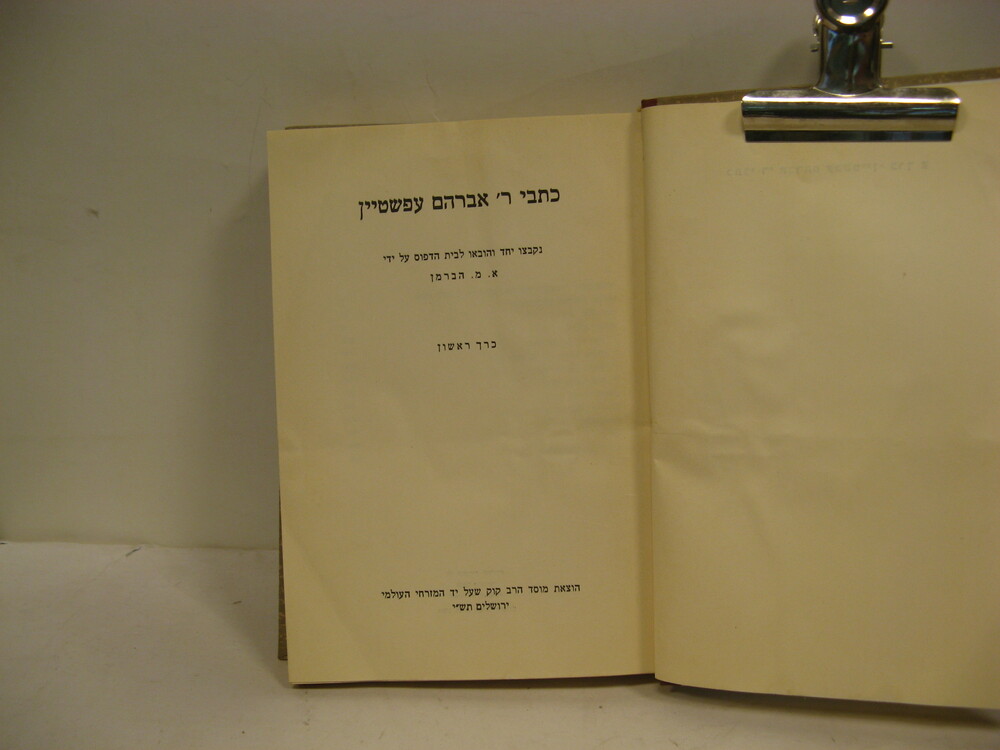 כתבי ר׳ אברהם עפשטיין
נקבצו יחד והובאו לבית הדפוס על ידי
א. מ. הברמן
כרך ראשון
הוצאת מוסד הרב קוק שעל יד המזרחי העולמי
ירושלים תש״י